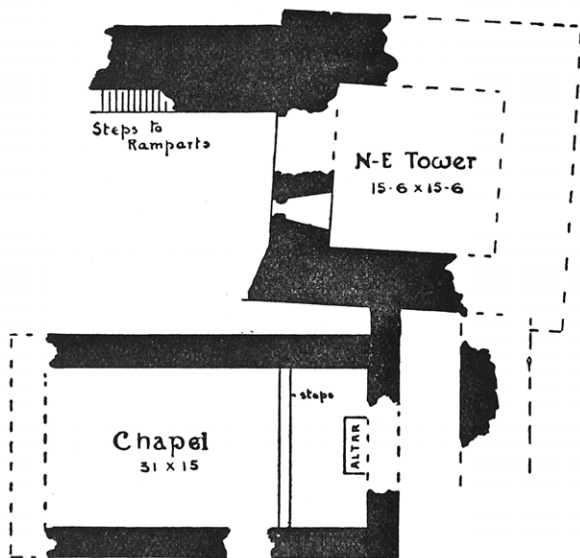 Steps to
Ramparts
N-E Tower
15·6 x 15-6
steps
Chapel
31 x 15
ALTAR